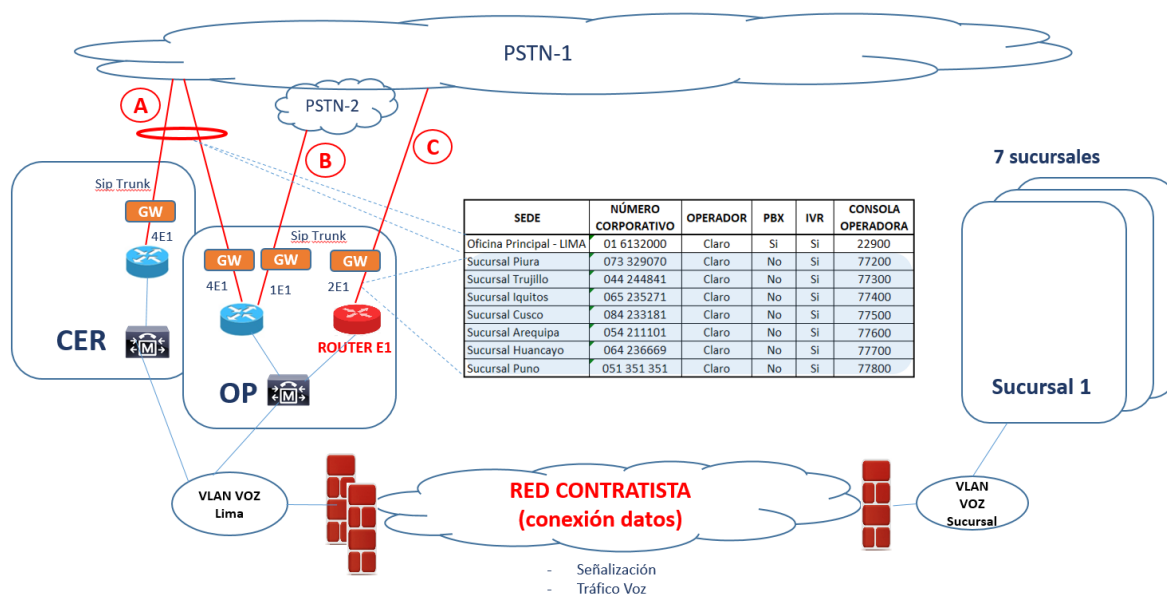 PSTN-1
PSTN-2
A
B
C
7 sucursales
Sip Trunk
GW
4E1
CER
Sip Trunk
GW
GW
GW
4E1
1E1
2E1
ROUTER E1
OP
SEDE NÚMERO CORPORATIVO OPERADOR PBX IVR CONSOLA OPERADORA
Oficina Principal - LIMA 01 6132000 Claro Si Si 22900
Sucursal Piura 073 329070 Claro No Si 77200
Sucursal Trujillo 044 244841 Claro No Si 77300
Sucursal Iquitos 065 235271 Claro No Si 77400
Sucursal Cusco 084 233181 Claro No Si 77500
Sucursal Arequipa 054 211101 Claro No Si 77600
Sucursal Huancayo 064 236669 Claro No Si 77700
Sucursal Puno 051 351 351 Claro No Si 77800
Sucursal 1
VLAN VOZ
Lima
RED CONTRATISTA
(conexión datos)
VLAN
VOZ
Sucursal
- Señalización
- Tráfico Voz
M
M